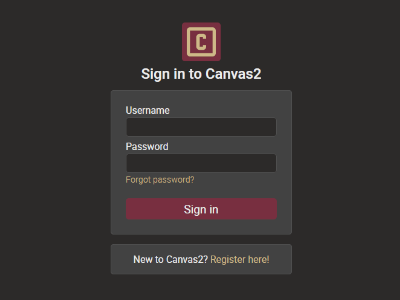 C
Sign in to Canvas2
Username
Password
Forgot password?
Sign in
New to Canvas2? Register here!